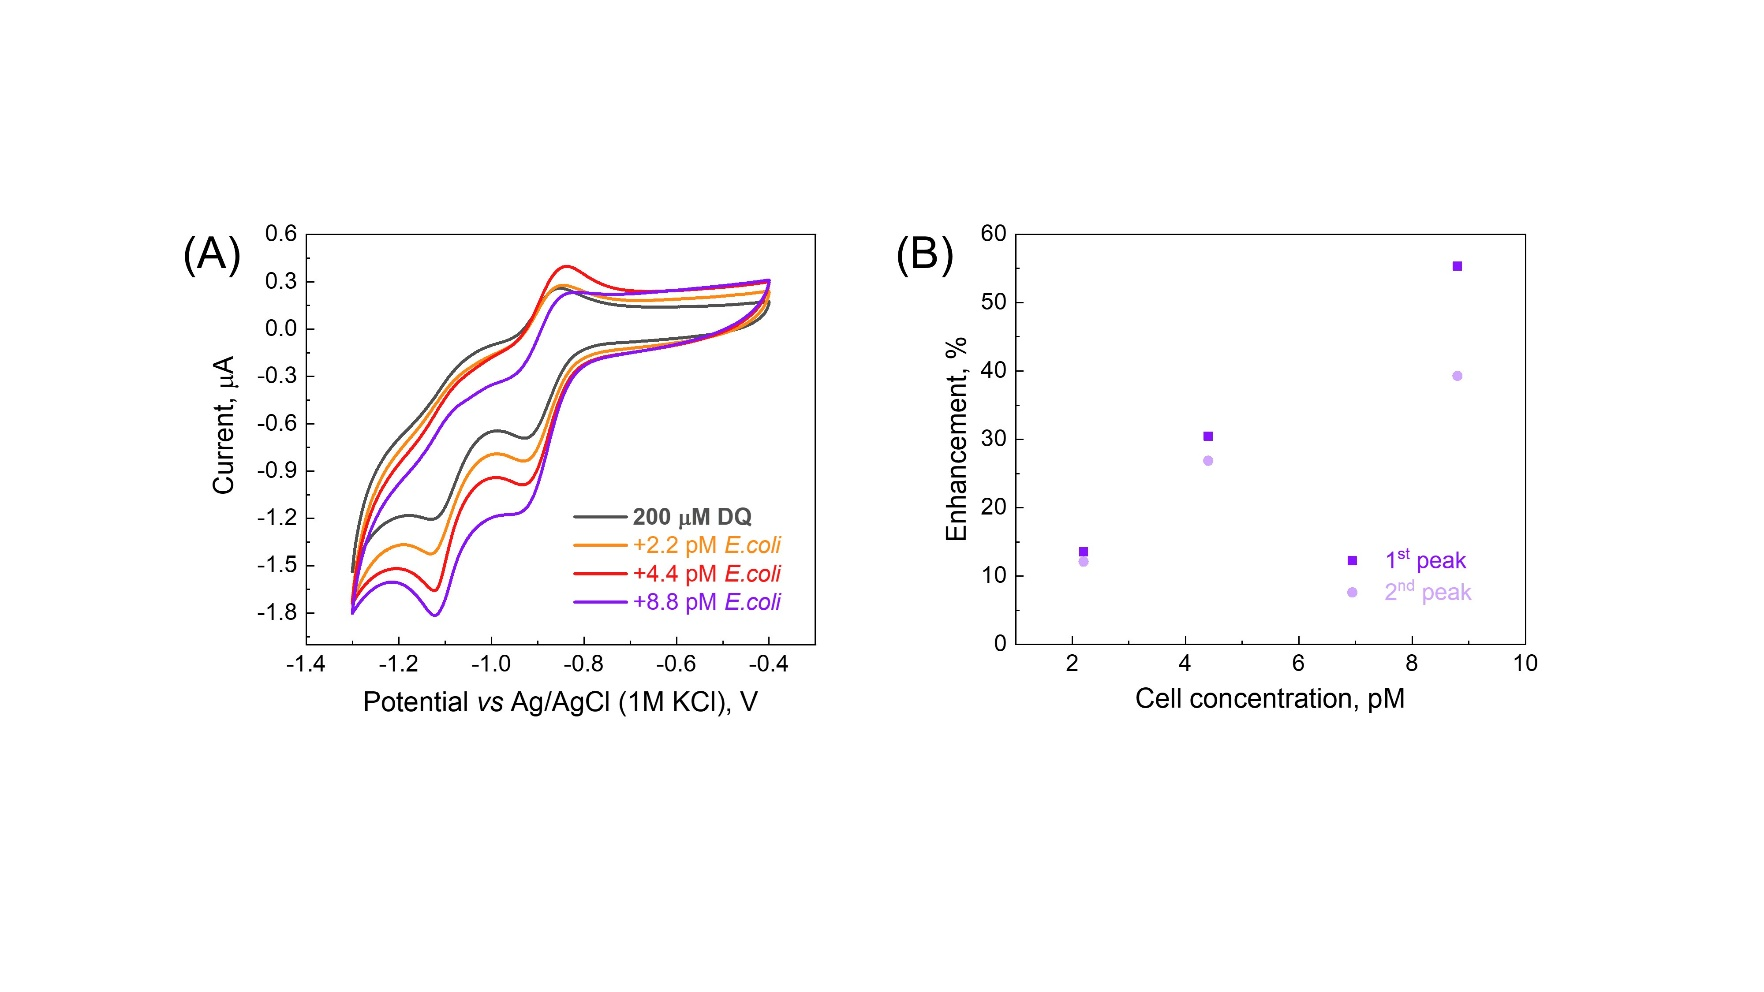 (A)
0.6
0.3
0.0
-0.3
-0.6
-0.9
-1.2
-1.5
-1.8
Current, μA
-1.4 -1.2 -1.0 -0.8 -0.6 -0.4
Potential vs Ag/AgCl (1M KCl), V
200 μM DQ
+2.2 pM E.coli
+4.4 pM E.coli
+8.8 pM E.coli
(B)
60
50
40
30
20
10
0
Enhancement, %
2 4 6 8 10
Cell concentration, pM
1st peak
2nd peak